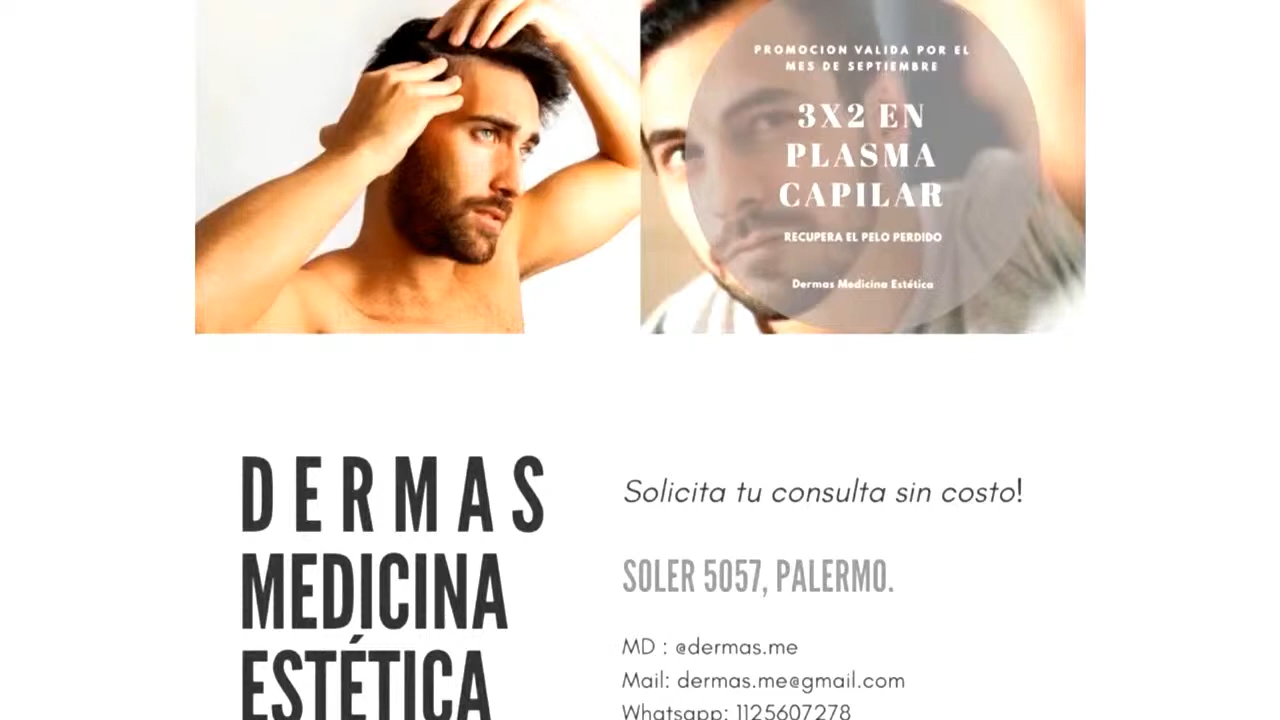 PROMOCION VALIDA POR EL
MES DE SEPTIEMBRE
3X2 EN
PLASMA
CAPILAR
RECUPERA EL PELO PERDIDO
Dermas Medicina Estética
DERMAS
MEDICINA
ESTÉTICA
Solicita tu consulta sin costo!
SOLER 5057, PALERMO.
MD : @dermas.me
Mail: dermas.me@gmail.com
Whatsapp: 1125607278